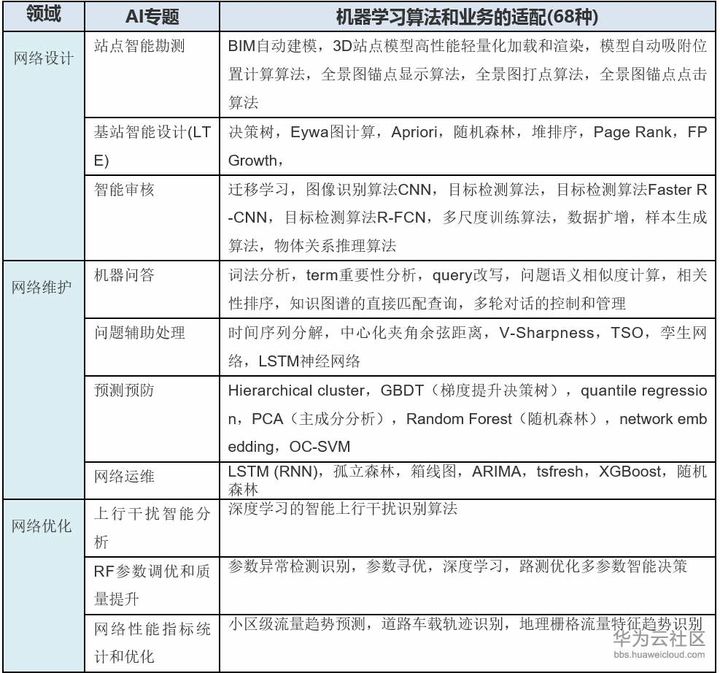 领域 AI专题 机器学习算法和业务的适配(68种)
网络设计 站点智能勘测 BIM自动建模，3D站点模型高性能轻量化加载和渲染，模型自动吸附位
置计算算法，全景图锚点显示算法，全景图打点算法，全景图锚点点击
算法
基站智能设计(LT 决策树，Eywa图计算，Apriori，随机森林，堆排序，Page Rank，FP
E) Growth，
智能审核 迁移学习，图像识别算法CNN，目标检测算法，目标检测算法Faster R
-CNN，目标检测算法R-FCN，多尺度训练算法，数据扩增，样本生成
算法，物体关系推理算法
网络维护 机器问答 词法分析，term重要性分析，query改写，问题语义相似度计算，相关
性排序，知识图谱的直接匹配查询，多轮对话的控制和管理
问题辅助处理 时间序列分解，中心化夹角余弦距离，V-Sharpness，TSO，孪生网
络，LSTM神经网络
预测预防 Hierarchical cluster，GBDT（梯度提升决策树），quantile regressio
n，PCA（主成分分析），Random Forest（随机森林），network emb
edding，OC-SVM
网络运维 LSTM (RNN)，孤立森林，箱线图，ARIMA，tsfresh，XGBoost，随机
森林
网络优化 上行干扰智能分 深度学习的智能上行干扰识别算法
析
RF参数调优和质 参数异常检测识别，参数寻优，深度学习，路测优化多参数智能决策
量提升
网络性能指标统 小区级流量趋势预测，道路车载轨迹识别，地理栅格流量特征趋势识别
计和优化
华为云社区
bbs.huaweicloud.com